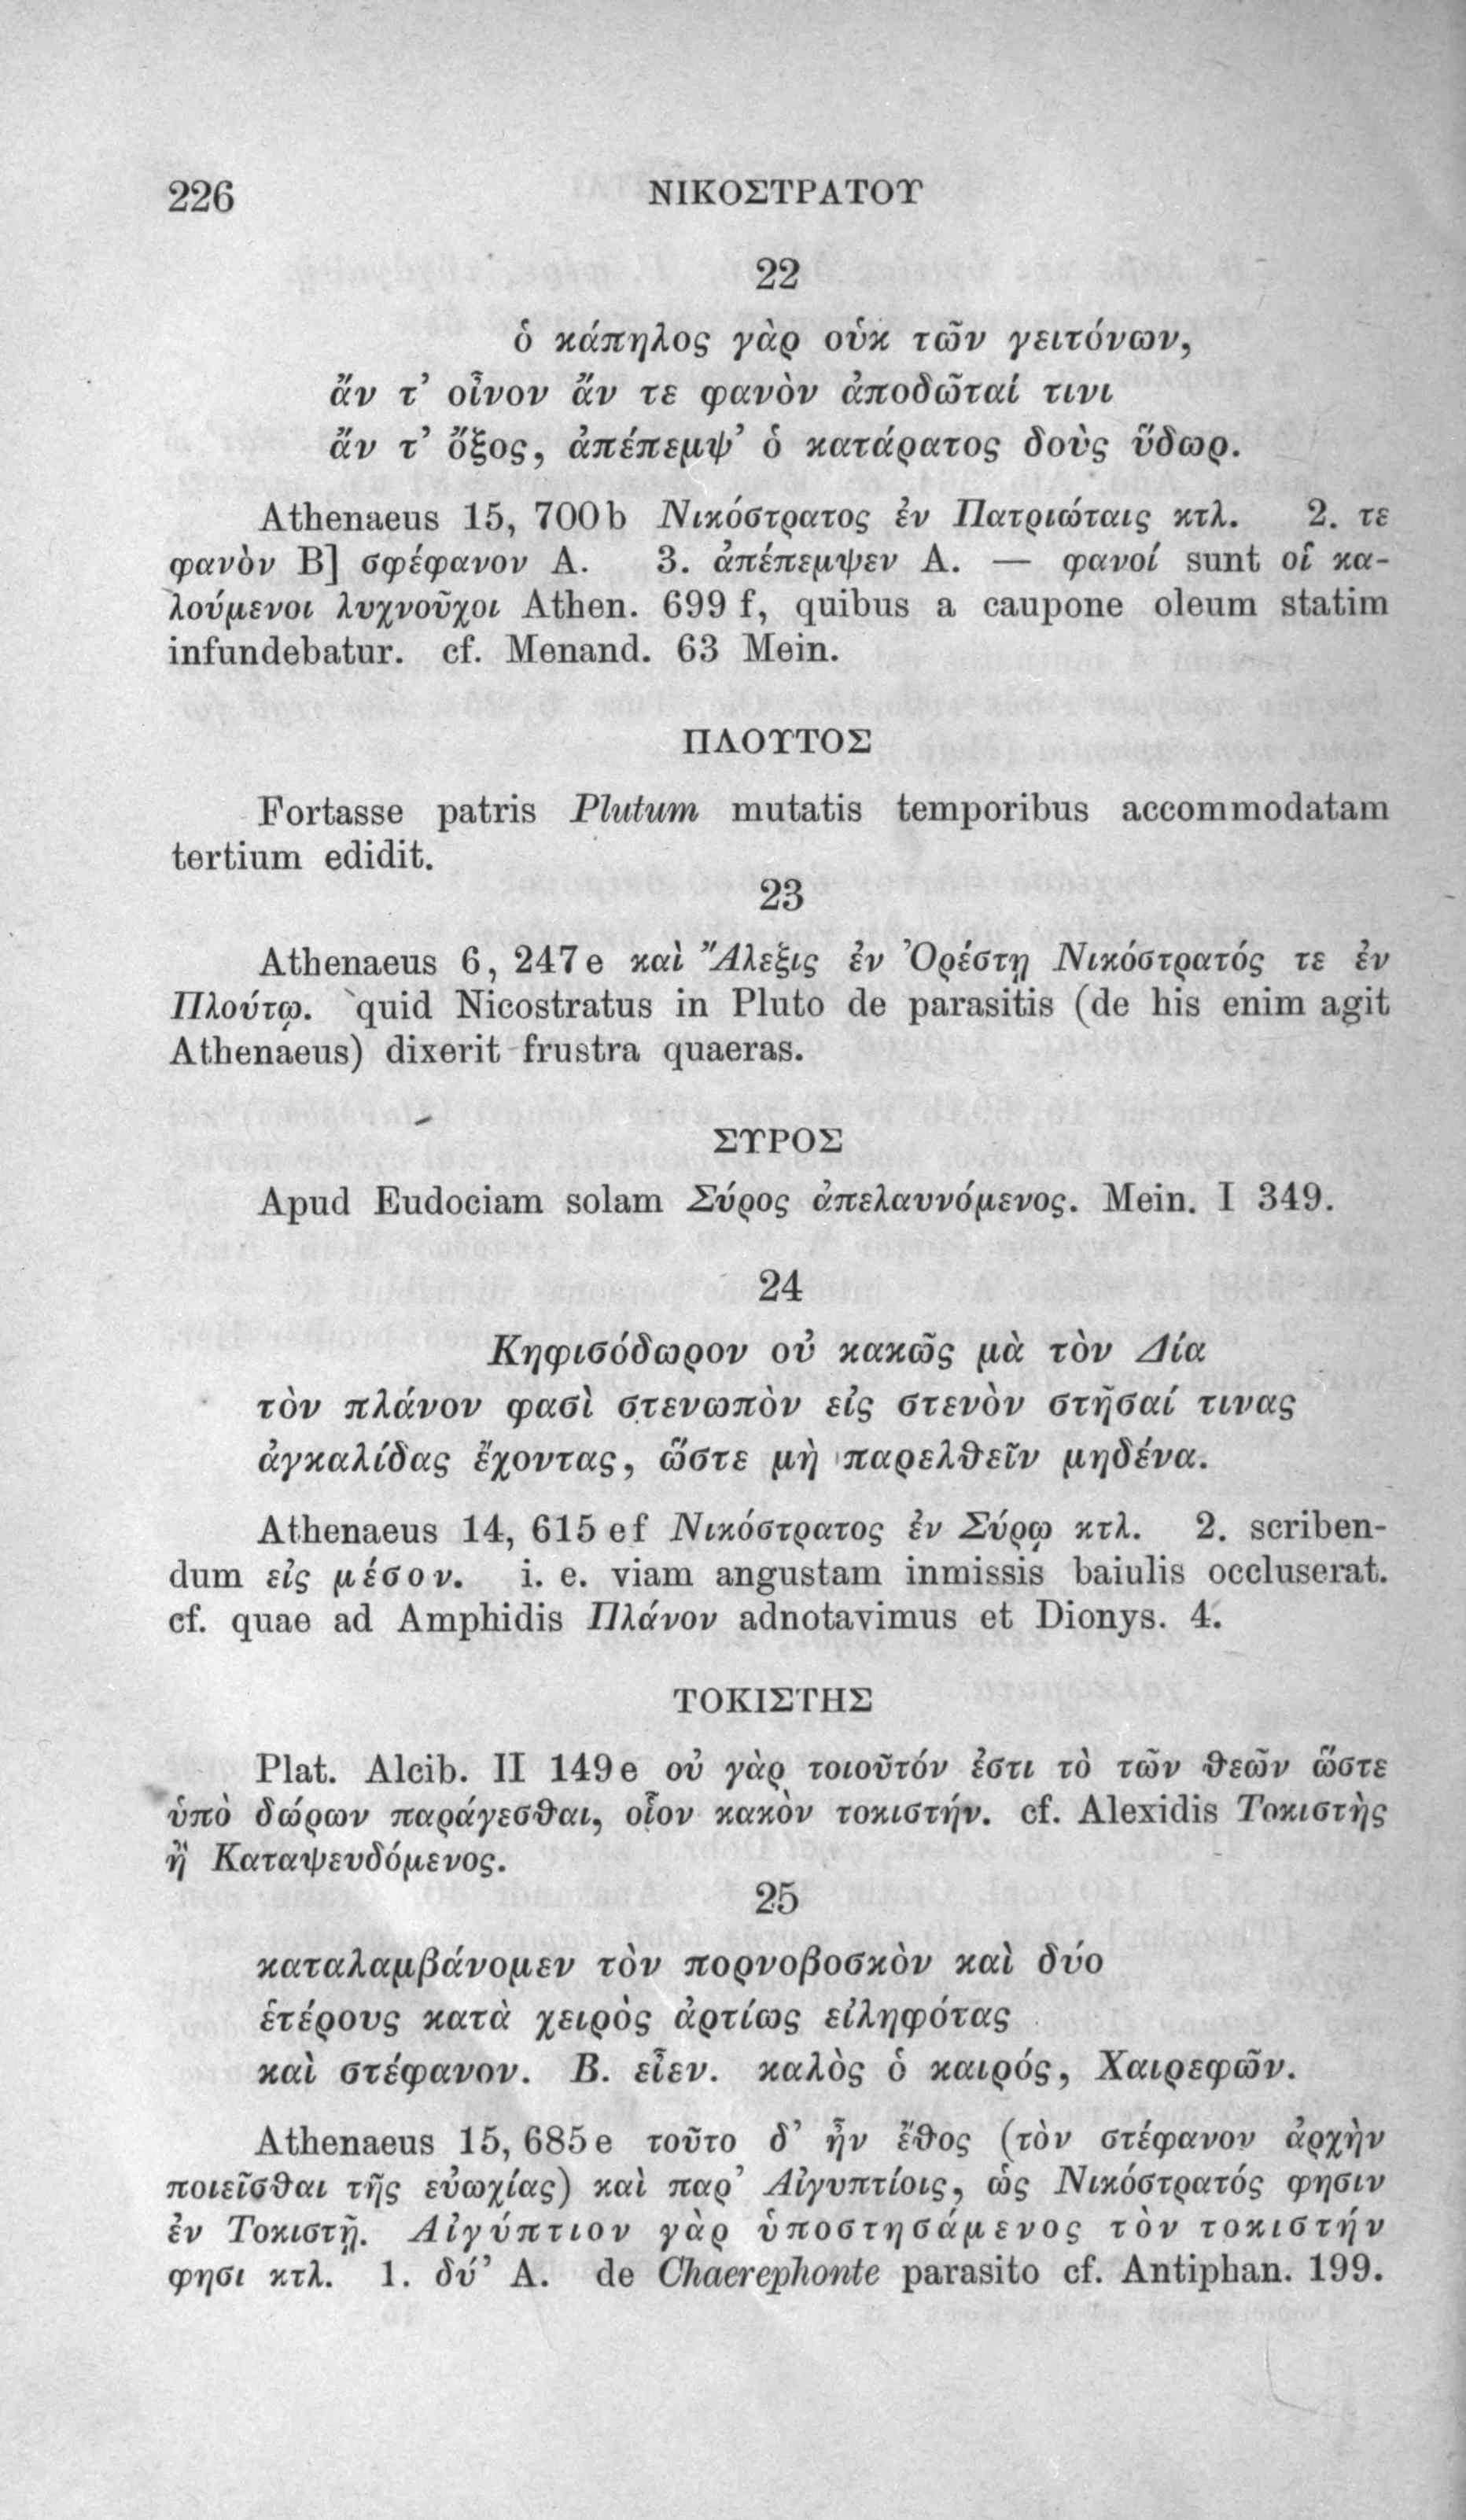 226 ΝΙΚΟΣΤΡΑΤΟΥ
22
ὁ κάπηλος γὰρ οὑκ τῶν γειτόνων,
ἄν τ’ οἶνον ἄν τε φανὸν ἀποδῶταί τινι
ἄν τ’ ὄξος, ἀπέπεμψ’ ὁ κατάρατος δοὺς ὕδωρ.
Athenaeus 15, 700b Νικόστρατος ἐν Πατριώταις κτλ. 2. τε
φανὸν B] σφέφανον A. 3. ἀπέπεμψεν A. — φανοί sunt οἱ κα-
λούμενοι λυχνοῦχοι Athen. 699 f, quibus a caupone oleum statim
infundebatur. cf. Menand. 63 Mein.
ΠΛΟΥΤΟΣ
Fortasse patris Plutum mutatis temporibus accommodatam
tertium edidit.
23
Athenaeus 6, 247e καὶ Ἄλεξις ἐν Ὀρέστῃ Νικόστρατός τε ἐν
Πλούτῳ. quid Nicostratus in Pluto de parasitis (de his enim agit
Athenaeus) dixerit frustra quaeras.
ΣΥΡΟΣ
Apud Eudociam solam Σύρος ἀπελαυνόμενος. Mein. I 349.
24
Κηφισόδωρον οὐ κακῶς μὰ τὸν Δία
τὸν πλάνον φασὶ στενωπὸν εἰς στενὸν στῆσαί τινας
ἀγκαλίδας ἔχοντας, ὥστε μὴ παρελθεῖν μηδένα.
Athenaeus 14, 615 ef Νικόστρατος ἐν Σύρῳ κτλ. 2. scriben-
dum εἰς μέσον. i. e. viam angustam inmissis baiulis occluserat.
cf. quae ad Amphidis Πλάνον adnotavimus et Dionys. 4.
ΤΟΚΙΣΤΗΣ
Plat. Alcib. II 149e οὐ γὰρ τοιοῦτόν ἐστι τὸ τῶν θεῶν ὥστε
ὑπὸ δώρων παράγεσθαι, οἷον κακὸν τοκιστήν. cf. Alexidis Τοκιστὴς
ἢ Καταψευδόμενος.
25
καταλαμβάνομεν τὸν πορνοβοσκὸν καὶ δύο
ἑτέρους κατὰ χειρὸς ἀρτίως εἰληφότας
καὶ στέφανον. Β. εἶεν. καλὸς ὁ καιρός, Χαιρεφῶν.
Athenaeus 15, 685e τοῦτο δ’ ἦν ἔθος (τὸν στέφανον ἀρχὴν
ποιεῖσθαι τῆς εὐωχίας) καὶ παρ’ Αἰγυπτίοις, ὡς Νικόστρατός φησιν
ἐν Τοκιστῇ. Αἰγύπτιον γὰρ ὑποστησάμενος τὸν τοκιστήν
φησι κτλ. 1. δύ’ A. de Chaerephonte parasito cf. Antiphan. 199.